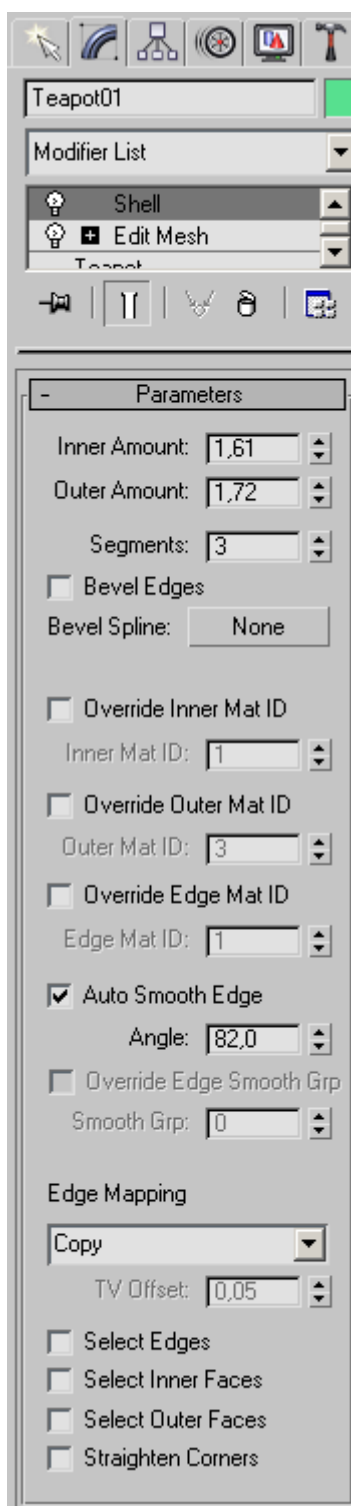 Teapot01
Modifier List
Shell
Edit Mesh
Teapot
- Parameters
Inner Amount: 1,61
Outer Amount: 1,72
Segments: 3
Bevel Edges
Bevel Spline: None
Override Inner Mat ID
Inner Mat ID: 1
Override Outer Mat ID
Outer Mat ID: 3
Override Edge Mat ID
Edge Mat ID: 1
Auto Smooth Edge
Angle: 82,0
Override Edge Smooth Grp
Smooth Grp: 0
Edge Mapping
Copy
TV Offset: 0,05
Select Edges
Select Inner Faces
Select Outer Faces
Straighten Corners